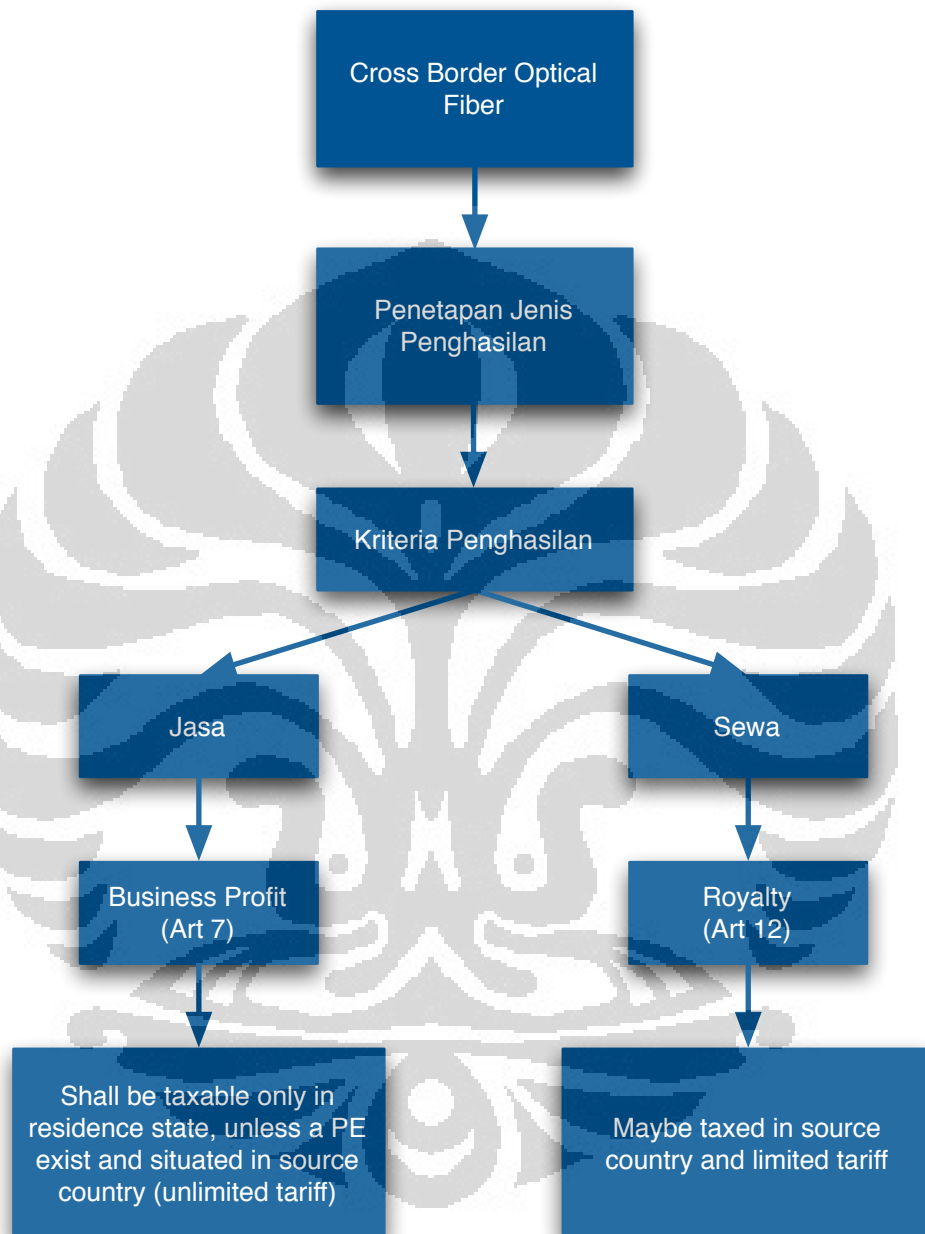 Cross Border Optical
Fiber
Penetapan Jenis
Penghasilan
Kriteria Penghasilan
Jasa
Sewa
Business Profit
(Art 7)
Royalty
(Art 12)
Shall be taxable only in
residence state, unless a PE
exist and situated in source
country (unlimited tariff)
Maybe taxed in source
country and limited tariff